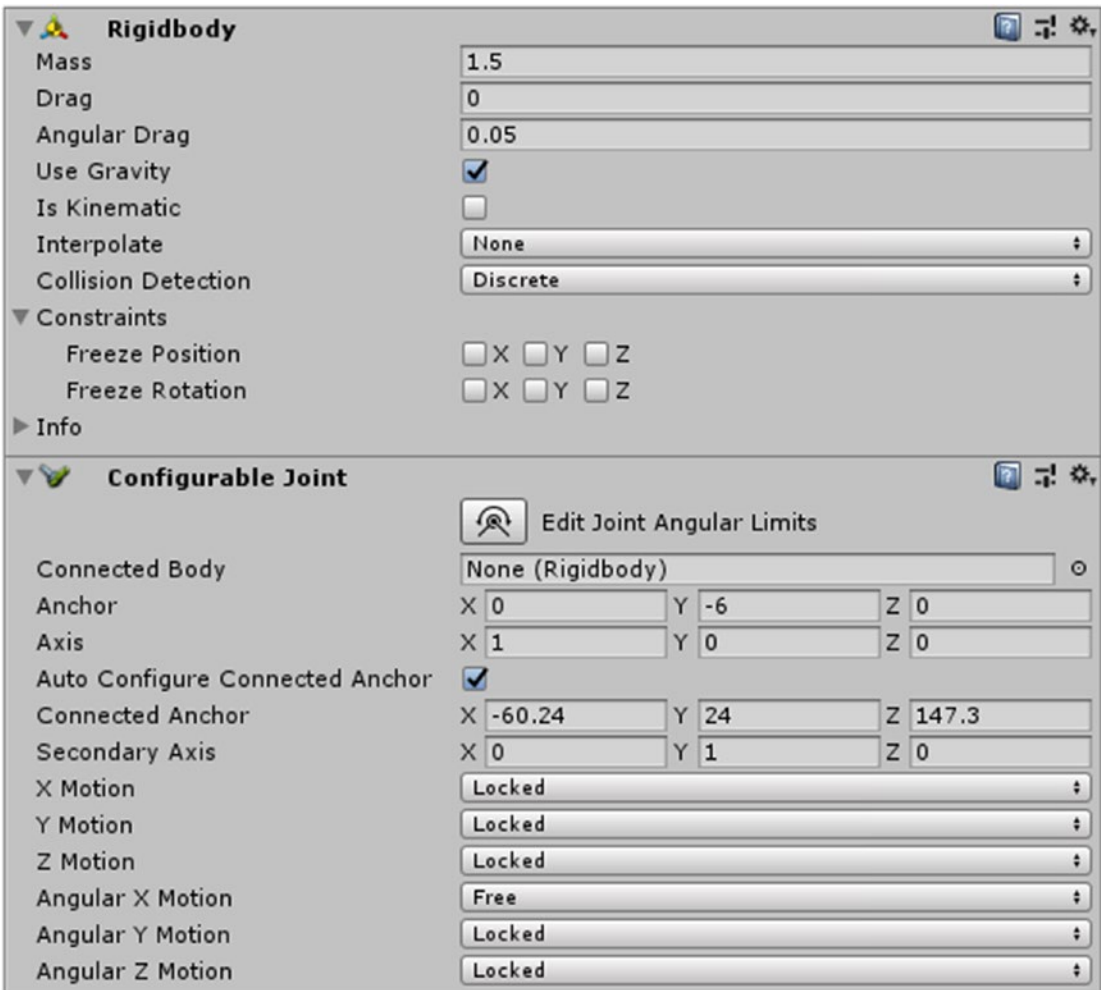 Rigidbody
Mass 1.5
Drag 0
Angular Drag 0.05
Use Gravity
Is Kinematic
Interpolate None
Collision Detection Discrete
Constraints
Freeze Position X Y Z
Freeze Rotation X Y Z
Info
Configurable Joint
Edit Joint Angular Limits
Connected Body None (Rigidbody)
Anchor X 0 Y -6 Z 0
Axis X 1 Y 0 Z 0
Auto Configure Connected Anchor
Connected Anchor X -60.24 Y 24 Z 147.3
Secondary Axis X 0 Y 1 Z 0
X Motion Locked
Y Motion Locked
Z Motion Locked
Angular X Motion Free
Angular Y Motion Locked
Angular Z Motion Locked